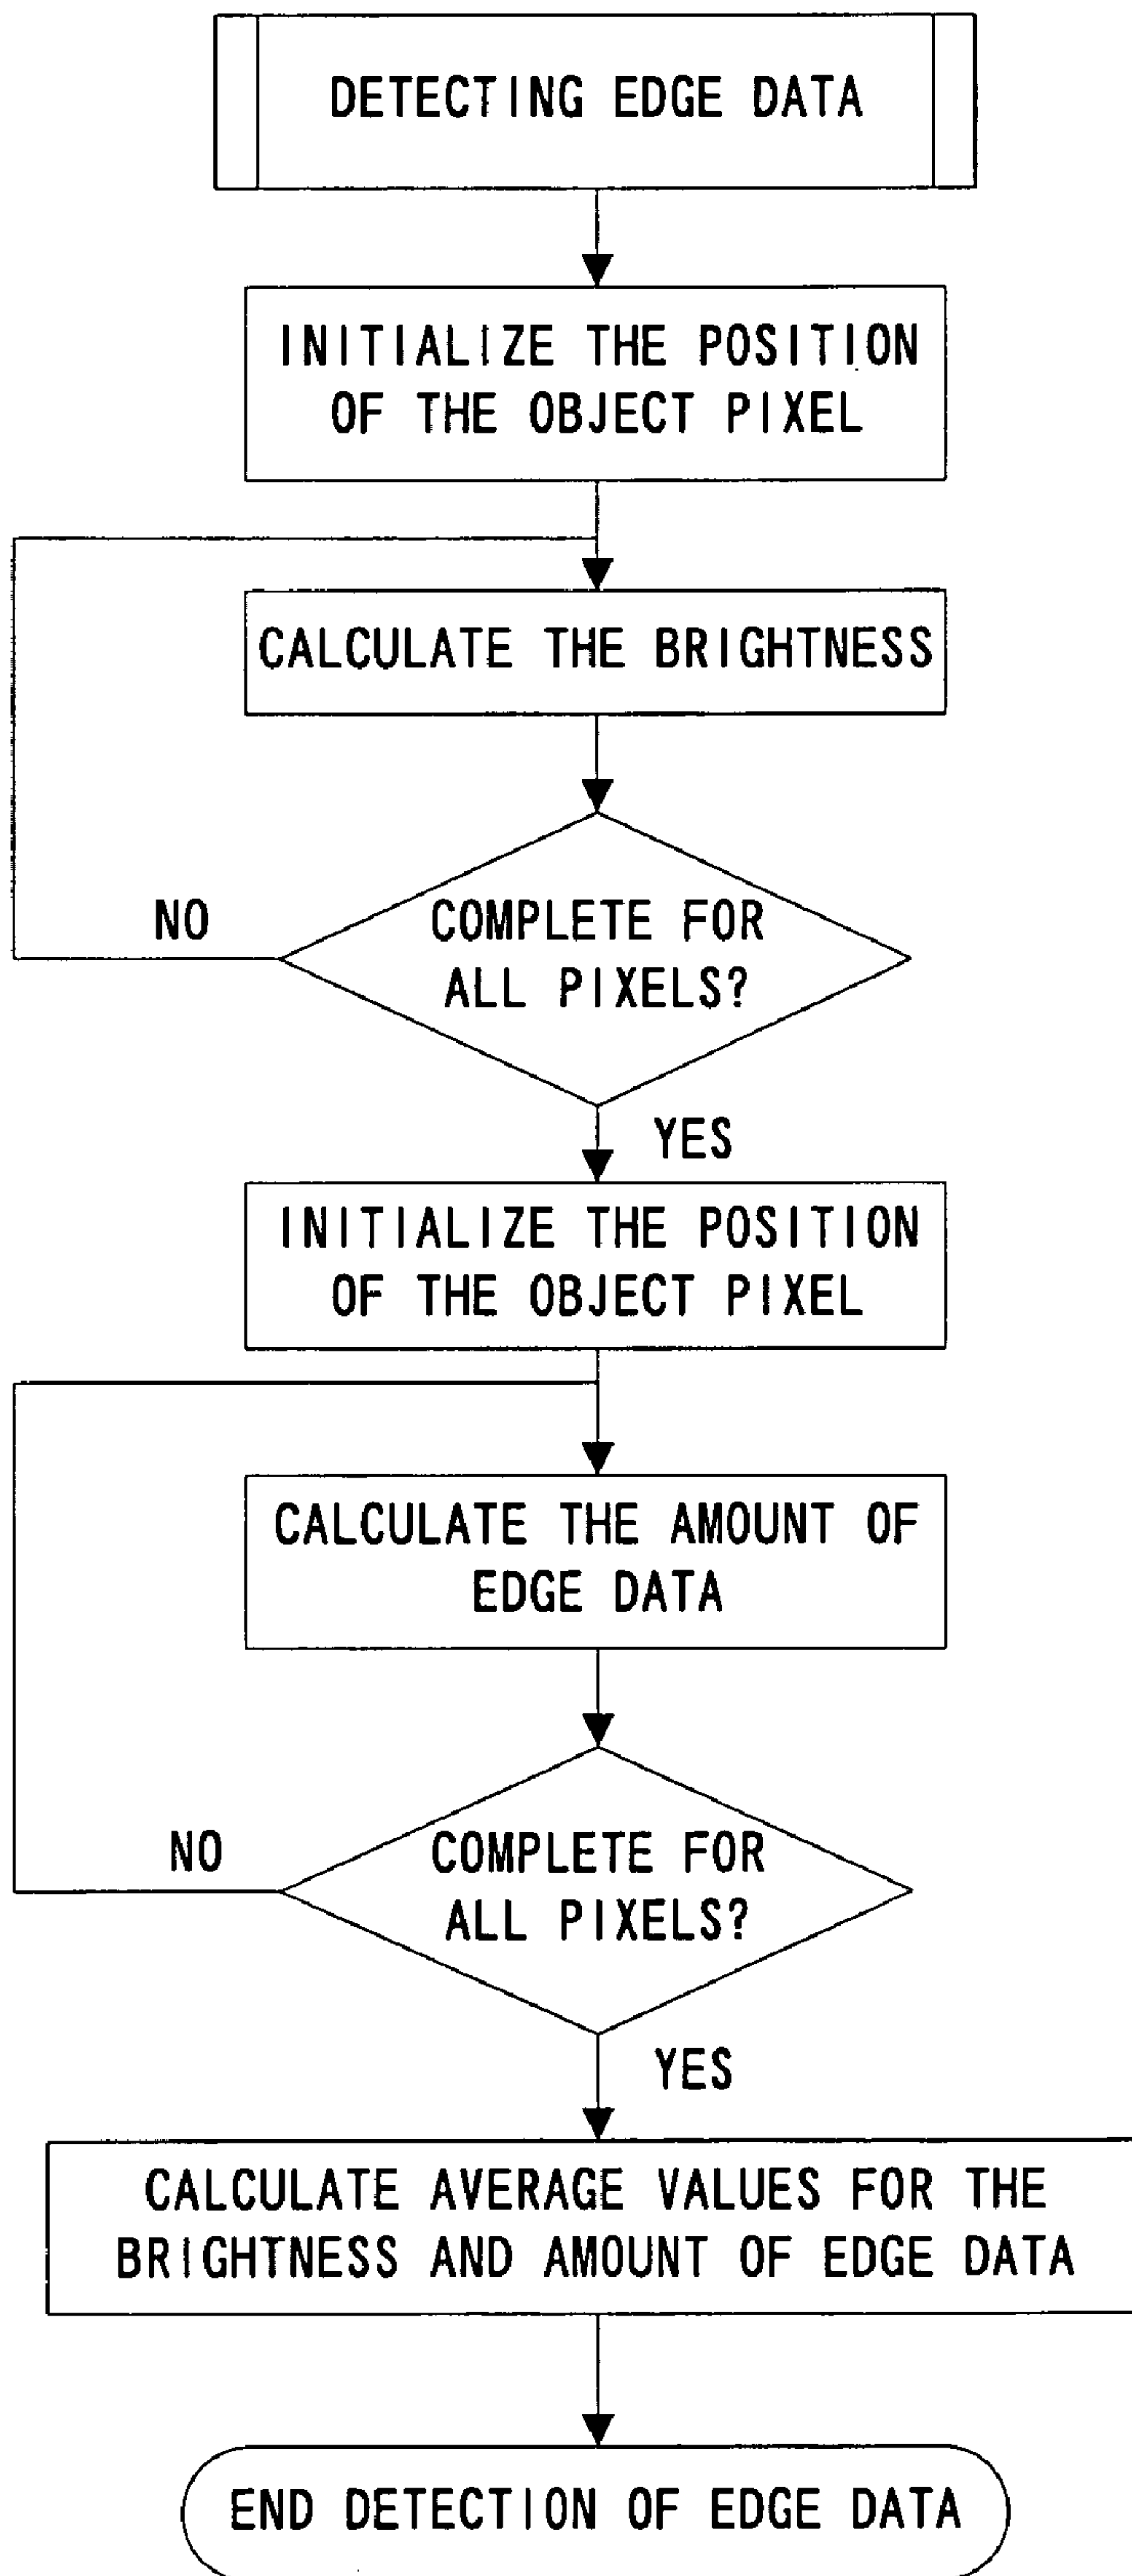 DETECTING EDGE DATA
INITIALIZE THE POSITION
OF THE OBJECT PIXEL
CALCULATE THE BRIGHTNESS
COMPLETE FOR
ALL PIXELS?
NO
YES
INITIALIZE THE POSITION
OF THE OBJECT PIXEL
CALCULATE THE AMOUNT OF
EDGE DATA
COMPLETE FOR
ALL PIXELS?
NO
YES
CALCULATE AVERAGE VALUES FOR THE
BRIGHTNESS AND AMOUNT OF EDGE DATA
END DETECTION OF EDGE DATA